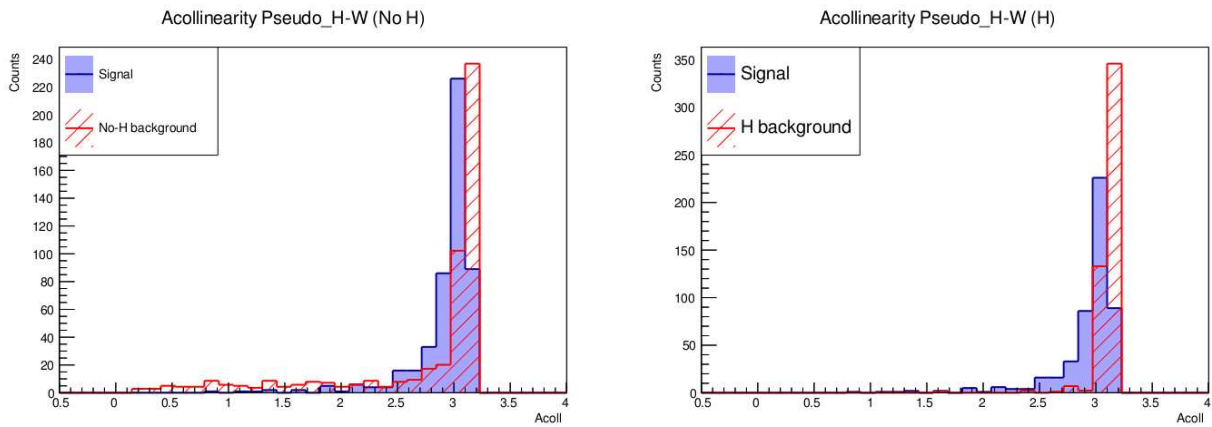 Acollinearity Pseudo_H-W (No H)
Counts
240
220
200
180
160
140
120
100
80
60
40
20
0
Signal
No-H background
0.5 0 0.5 1 1.5 2 2.5 3 3.5 4
Acoll
Acollinearity Pseudo_H-W (H)
Counts
350
300
250
200
150
100
50
0
Signal
H background
0.5 0 0.5 1 1.5 2 2.5 3 3.5 4
Acoll